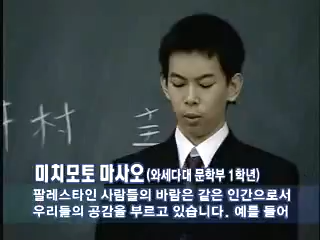 村 主
미치모토 마사오(와세다대 문학부 1학년)
팔레스타인 사람들의 바람은 같은 인간으로서
우리들의 공감을 부르고 있습니다. 예를 들어